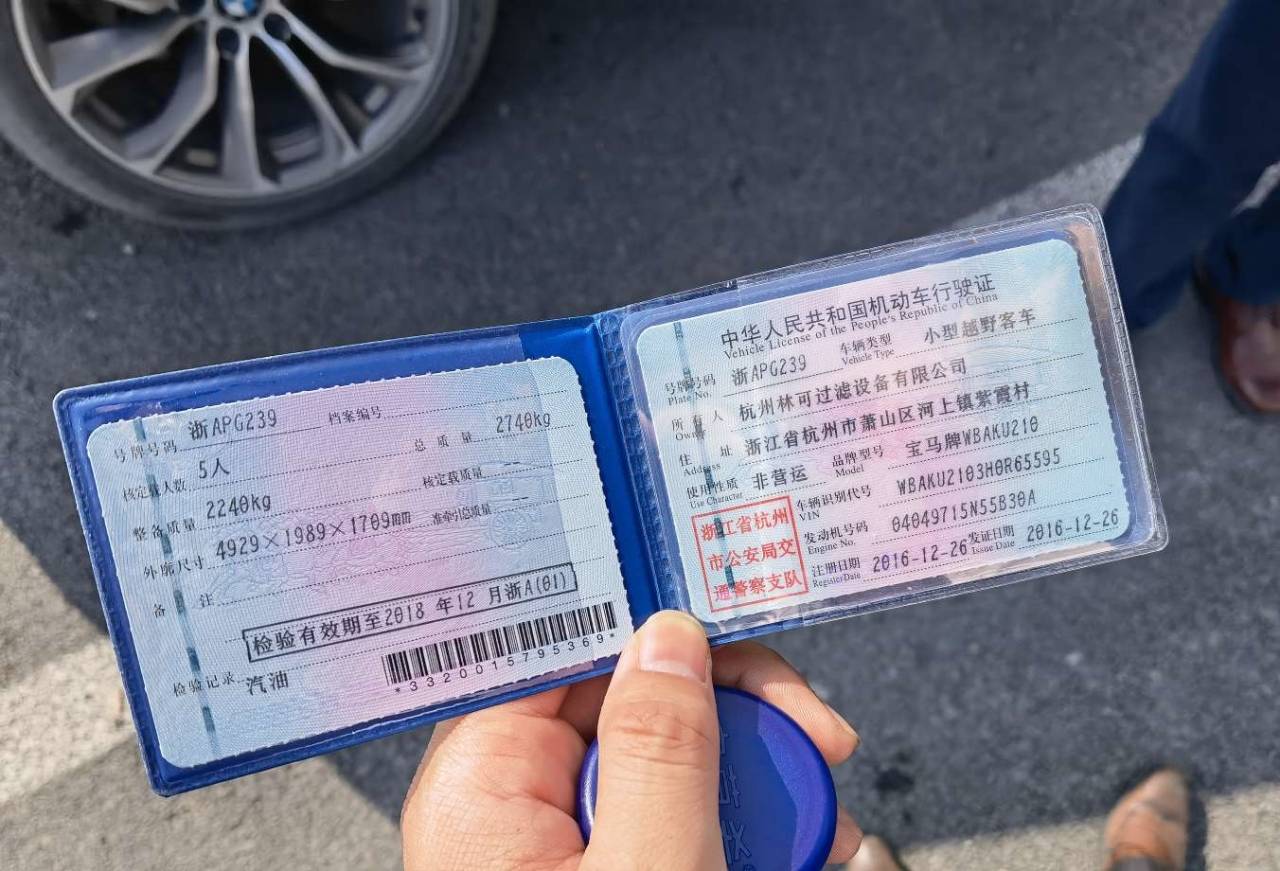 号牌号码 浙APG239 档案编号
核定载人数 5人 总质量 2740kg
整备质量 2240kg 核定载质量
外廓尺寸 4929×1989×1709mm 准牵引总质量
备注
检验有效期至2018 年12 月浙A(01)
检验记录 汽油
*3320015795369*
中华人民共和国机动车行驶证
Vehicle License of the People's Republic of China
号牌号码 浙APG239 车辆类型 小型越野客车
Plate No. Vehicle Type
所有人 杭州林可过滤设备有限公司
Owner
住址 浙江省杭州市萧山区河上镇紫霞村
Address
使用性质 非营运 品牌型号 宝马牌WBAKU210
Use Character Model
车辆识别代号 WBAKU2103H0R65595
VIN
发动机号码 04049715N55B30A
Engine No.
注册日期 2016-12-26 发证日期 2016-12-26
Register Date Issue Date
浙江省杭州
市公安局交
通警察支队